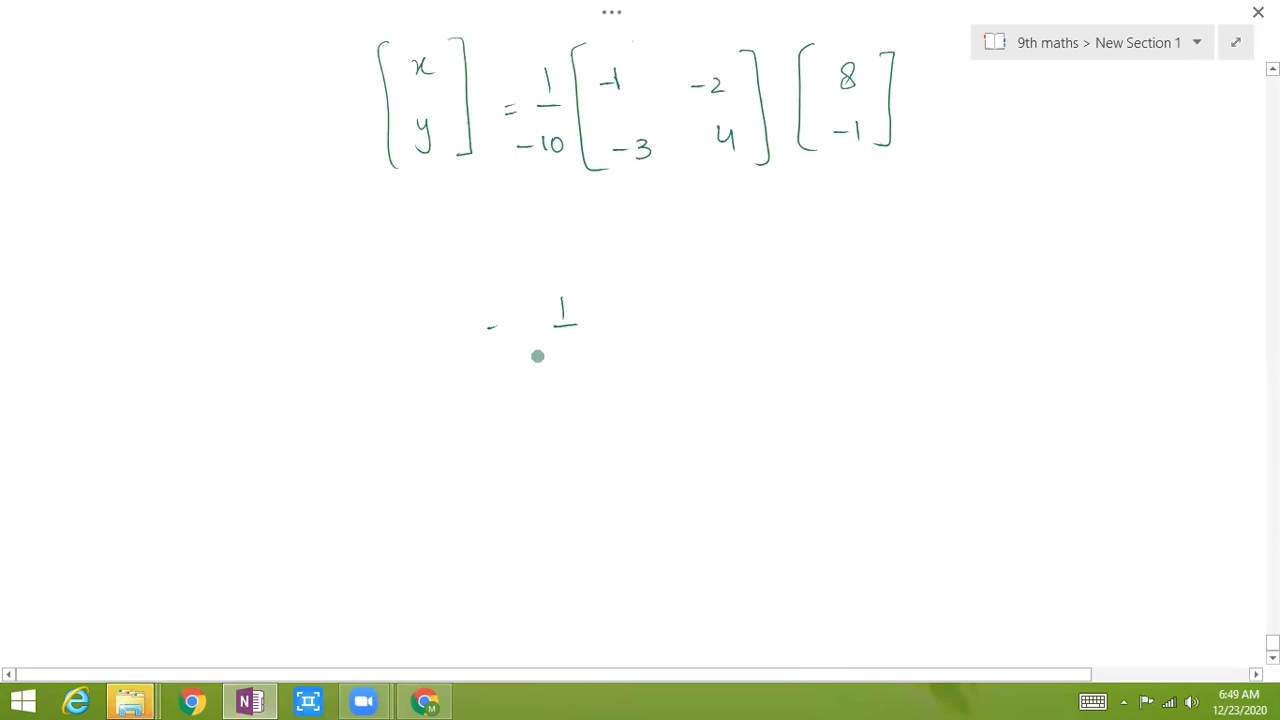 9th maths > New Section 1
[x y] = 1/-10 [-1 -2 -3 4] [8 -1]
- 1
6:49 AM
12/23/2020